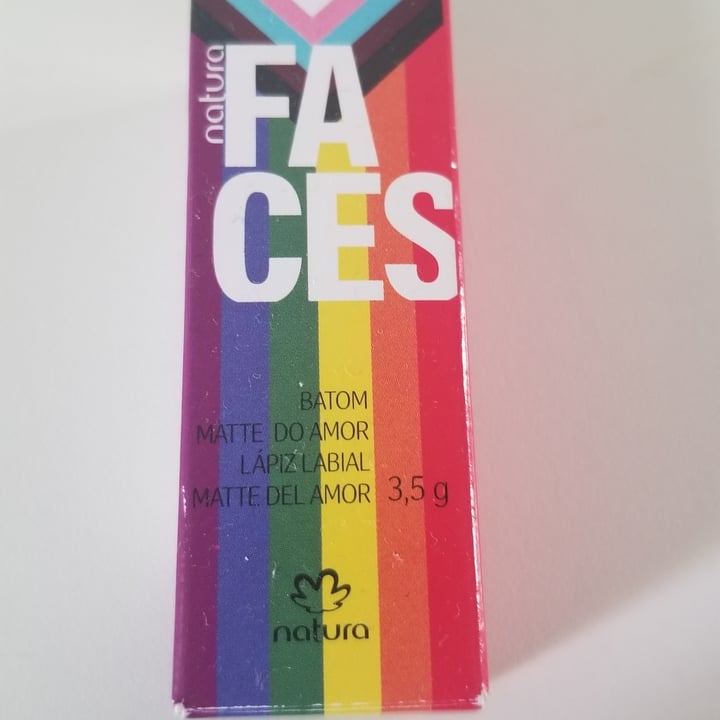 natura
FA
CES
BATOM
MATTE DO AMOR
LÁPIZ LABIAL
MATTE DEL AMOR 3,5 g
natura